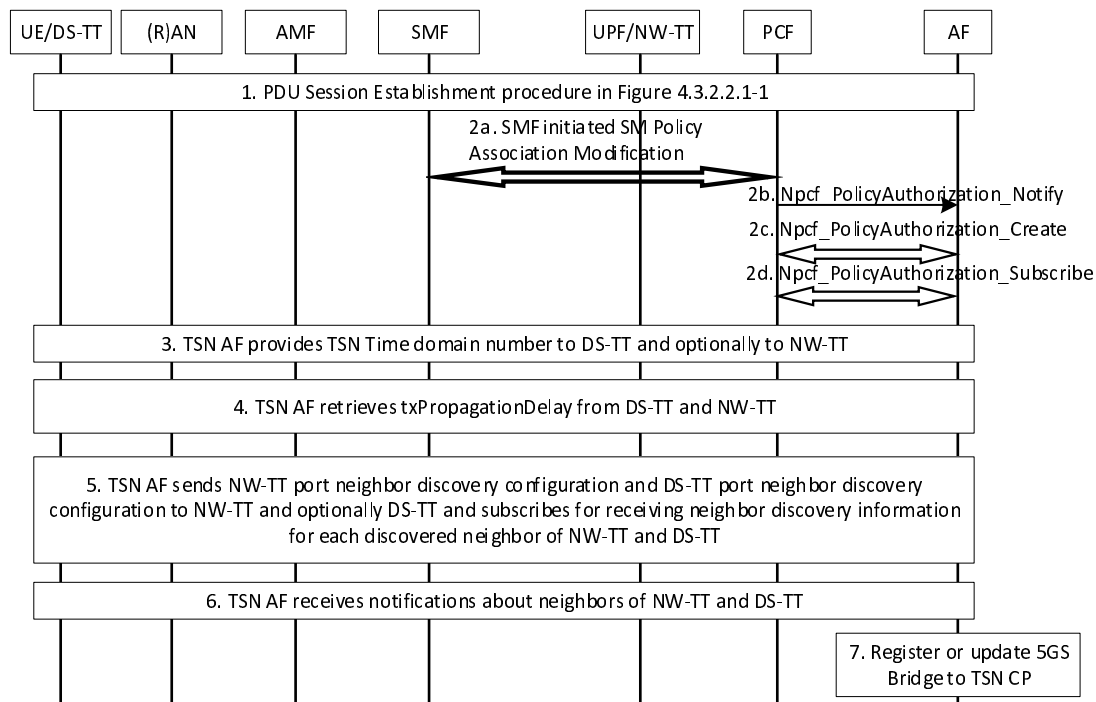 UE/DS-TT
(R)AN
AMF
SMF
UPF/NW-TT
PCF
AF
1. PDU Session Establishment procedure in Figure 4.3.2.2.1-1
2a. SMF initiated SM Policy
Association Modification
2b. Npcf_PolicyAuthorization_Notify
2c. Npcf_PolicyAuthorization_Create
2d. Npcf_PolicyAuthorization_Subscribe
3. TSN AF provides TSN Time domain number to DS-TT and optionally to NW-TT
4. TSN AF retrieves txPropagationDelay from DS-TT and NW-TT
5. TSN AF sends NW-TT port neighbor discovery configuration and DS-TT port neighbor discovery
configuration to NW-TT and optionally DS-TT and subscribes for receiving neighbor discovery information
for each discovered neighbor of NW-TT and DS-TT
6. TSN AF receives notifications about neighbors of NW-TT and DS-TT
7. Register or update 5GS
Bridge to TSN CP